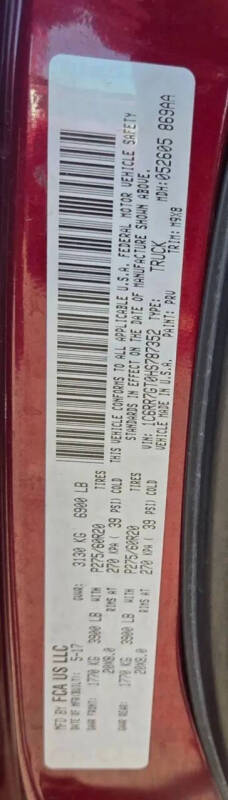 MFD BY: FCA US LLC
DATE OF MFR(BUILT): 5-17 GVWR: 3130 KG 6900 LB
GAWR FRONT: 1770 KG 3900 LB WITH P275/60R20 TIRES
20X8.0 RIMS AT 270 KPA ( 39 PSI) COLD
GAWR REAR: 1770 KG 3900 LB WITH P275/60R20 TIRES
20X8.0 RIMS AT 270 KPA ( 39 PSI) COLD
THIS VEHICLE CONFORMS TO ALL APPLICABLE U.S.A. FEDERAL MOTOR VEHICLE SAFETY
STANDARDS IN EFFECT ON THE DATE OF MANUFACTURE SHOWN ABOVE.
VIN: 1C6RR7GT0HS787352 TYPE: TRUCK
VEHICLE MADE IN U.S.A. PAINT: PRV TRIM: M9X8
MDH:052605 869AA